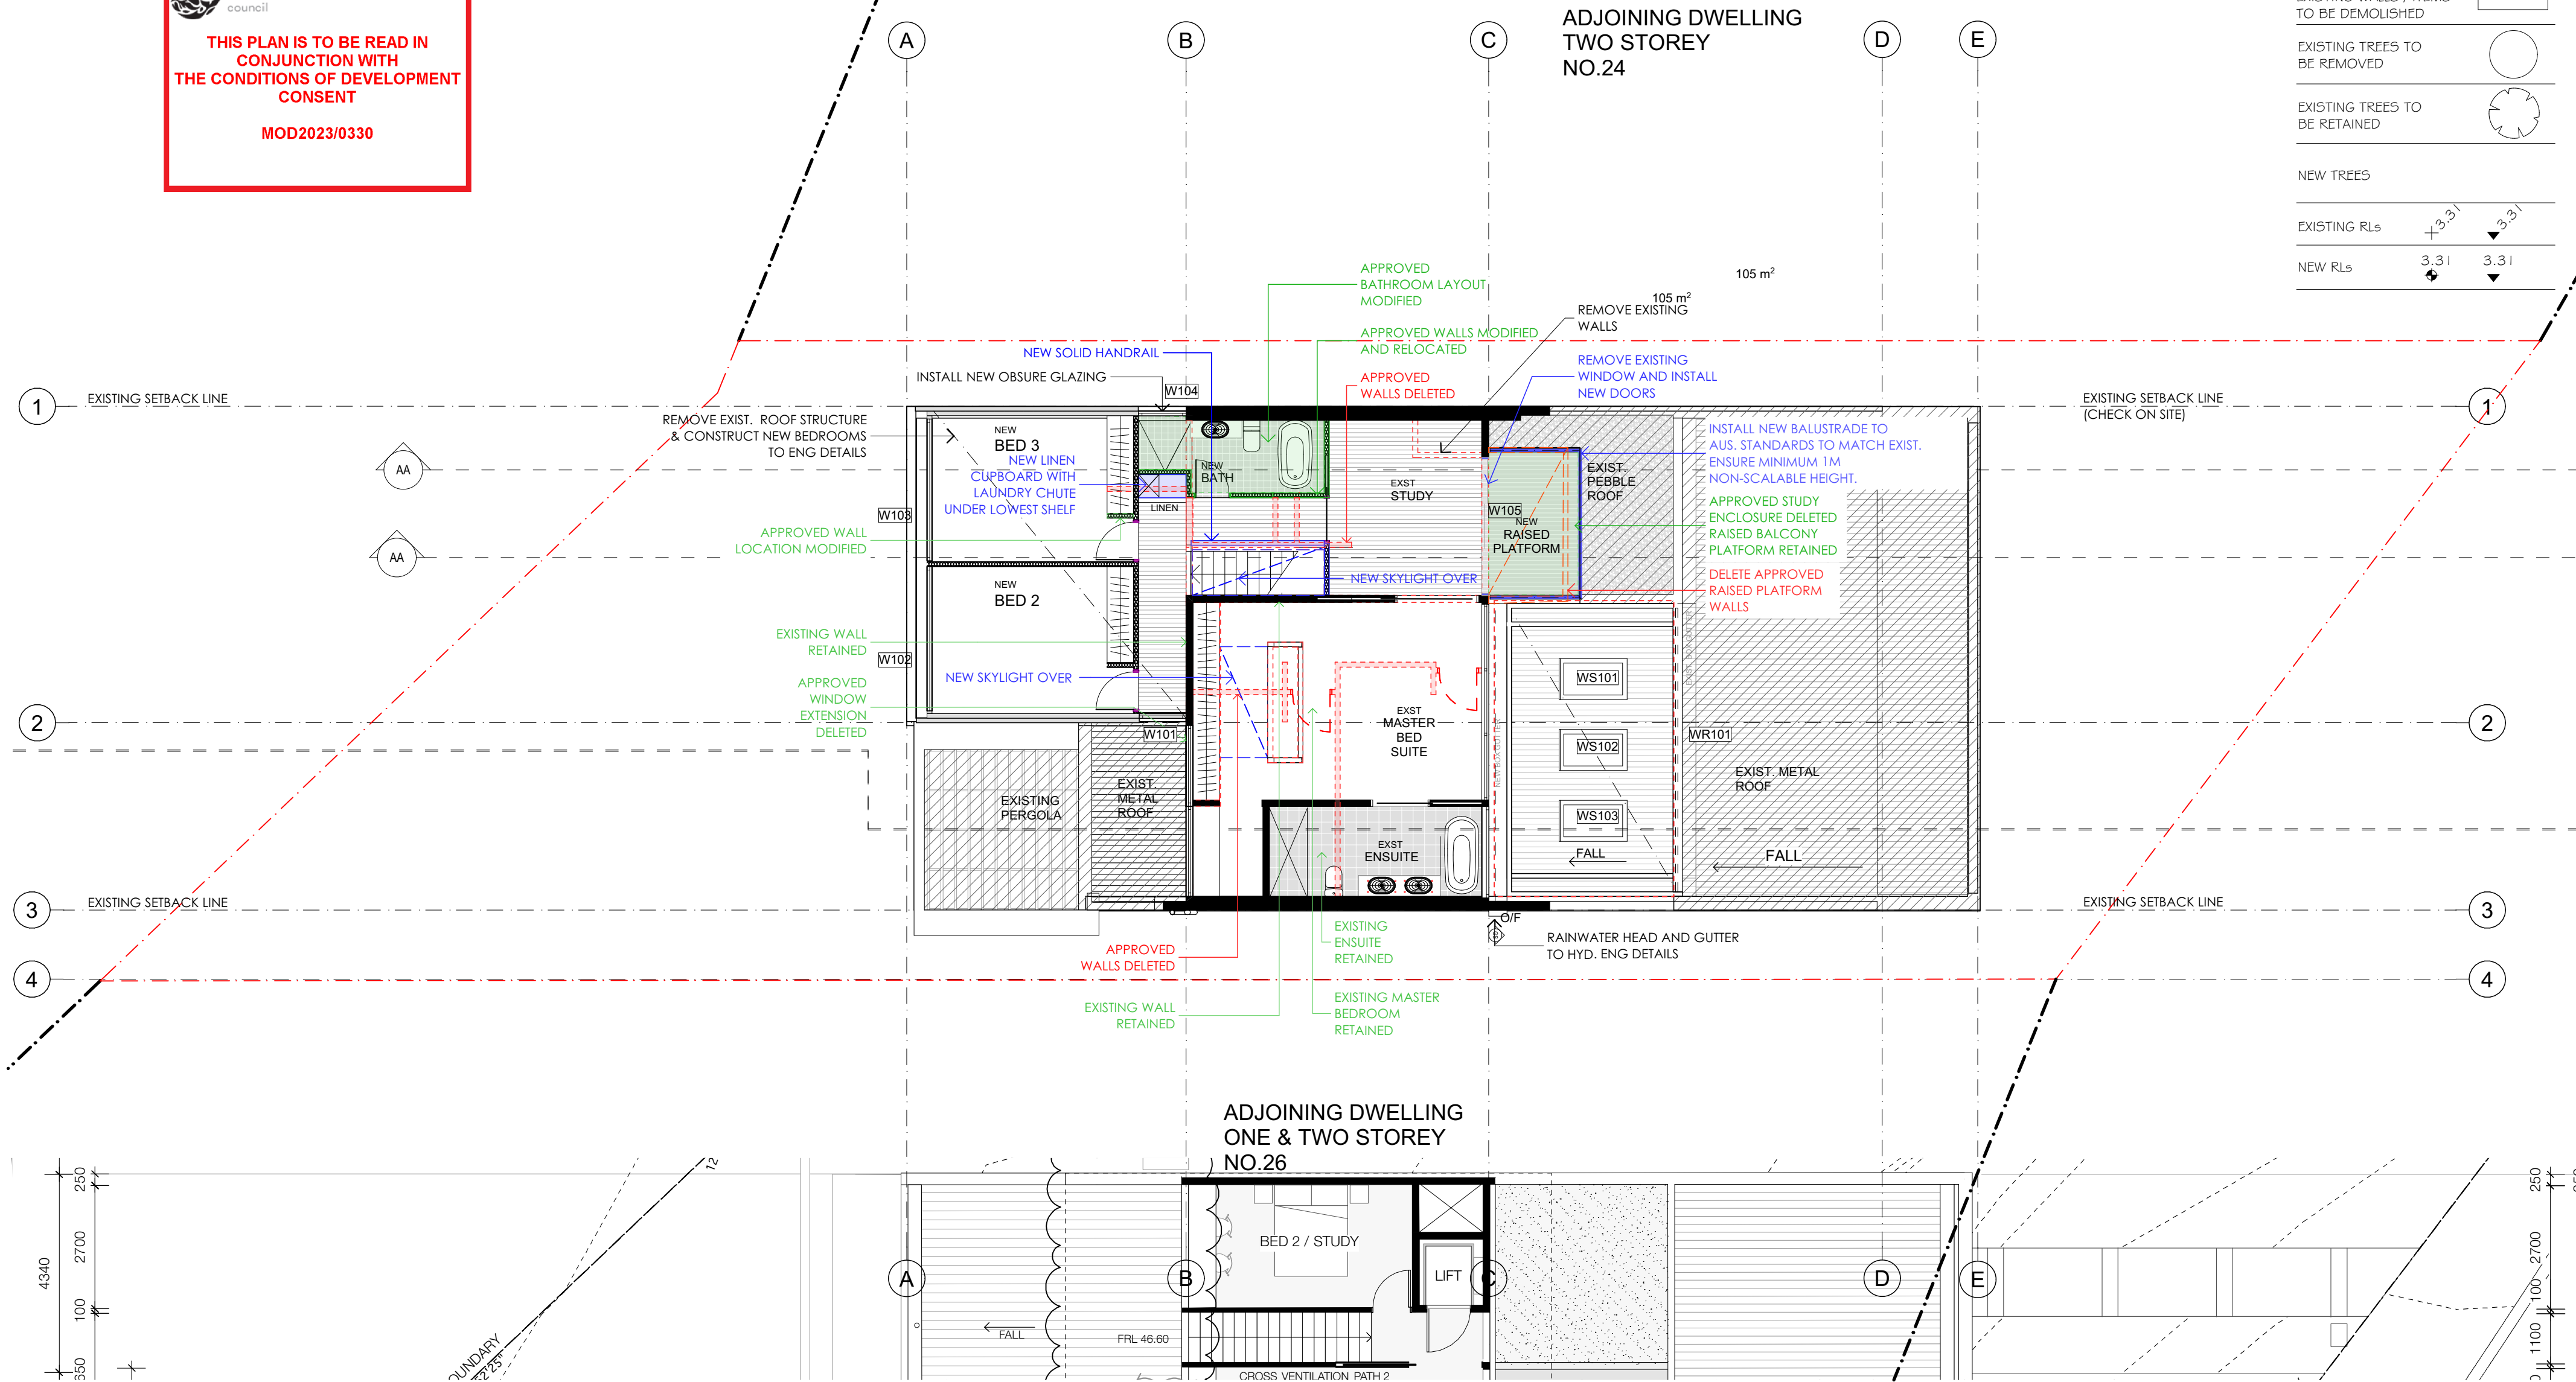 council
THIS PLAN IS TO BE READ IN
CONJUNCTION WITH
THE CONDITIONS OF DEVELOPMENT
CONSENT
MOD2023/0330
A
B
C
D
E
ADJOINING DWELLING
TWO STOREY
NO.24
TO BE DEMOLISHED
EXISTING TREES TO
BE REMOVED
EXISTING TREES TO
BE RETAINED
NEW TREES
EXISTING RLs
3.31
3.31
NEW RLs
3.31
3.31
105 m²
105 m²
APPROVED
BATHROOM LAYOUT
MODIFIED
REMOVE EXISTING
WALLS
APPROVED WALLS MODIFIED
AND RELOCATED
NEW SOLID HANDRAIL
REMOVE EXISTING
WINDOW AND INSTALL
NEW DOORS
INSTALL NEW OBSURE GLAZING
APPROVED
WALLS DELETED
W104
1
EXISTING SETBACK LINE
EXISTING SETBACK LINE
(CHECK ON SITE)
1
REMOVE EXIST. ROOF STRUCTURE
& CONSTRUCT NEW BEDROOMS
TO ENG DETAILS
NEW
BED 3
NEW LINEN
CUPBOARD WITH
LAUNDRY CHUTE
UNDER LOWEST SHELF
LINEN
NEW
BATH
EXST
STUDY
EXIST.
PEBBLE
ROOF
INSTALL NEW BALUSTRADE TO
AUS. STANDARDS TO MATCH EXIST.
ENSURE MINIMUM 1M
NON-SCALABLE HEIGHT.
AA
AA
W103
W105
NEW
RAISED
PLATFORM
APPROVED STUDY
ENCLOSURE DELETED
RAISED BALCONY
PLATFORM RETAINED
APPROVED WALL
LOCATION MODIFIED
NEW SKYLIGHT OVER
DELETE APPROVED
RAISED PLATFORM
WALLS
NEW
BED 2
EXISTING WALL
RETAINED
W102
NEW SKYLIGHT OVER
APPROVED
WINDOW
EXTENSION
DELETED
WS101
2
W101
EXST
MASTER
BED
SUITE
WS102
WR101
2
NEW BOX GUTTER
EXISTING
PERGOLA
EXIST.
METAL
ROOF
EXIST. METAL
ROOF
WS103
EXST
ENSUITE
FALL
FALL
3
EXISTING SETBACK LINE
EXISTING SETBACK LINE
3
O/F
APPROVED
WALLS DELETED
EXISTING
ENSUITE
RETAINED
RAINWATER HEAD AND GUTTER
TO HYD. ENG DETAILS
4
4
EXISTING WALL
RETAINED
EXISTING MASTER
BEDROOM
RETAINED
ADJOINING DWELLING
ONE & TWO STOREY
NO.26
250
2700
4340
100
12
BED 2 / STUDY
LIFT
A
B
C
D
E
FALL
FRL 46.60
CROSS VENTILATION PATH 2
250
2700
100
1100